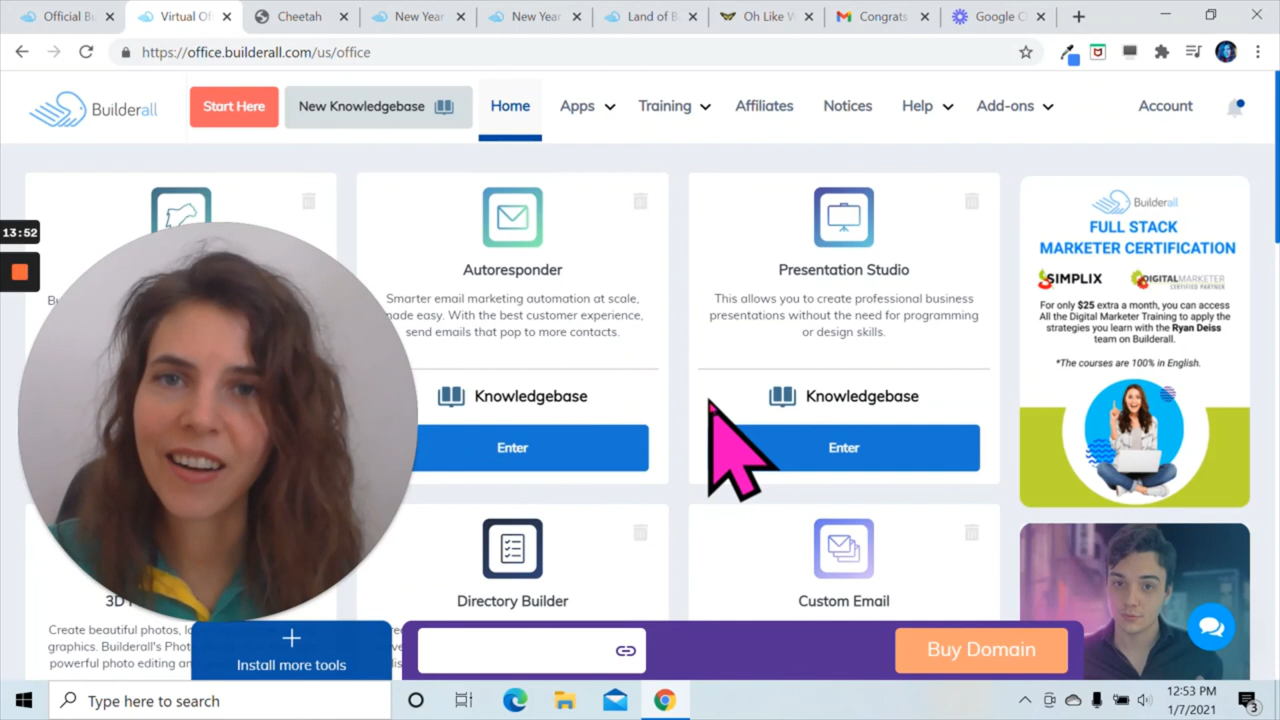 Official Bu
Virtual Of
Cheetah
New Year
New Year
Land of B
Oh Like W
Congrats
Google C
https://office.builderall.com/us/office
Builderall
Start Here
New Knowledgebase
Home
Apps
Training
Affiliates
Notices
Help
Add-ons
Account
13:52
Autoresponder
Smarter email marketing automation at scale,
made easy. With the best customer experience,
send emails that pop to more contacts.
Knowledgebase
Enter
Presentation Studio
This allows you to create professional business
presentations without the need for programming
or design skills.
Knowledgebase
Enter
Builderall
FULL STACK
MARKETER CERTIFICATION
SIMPLIX
DIGITALMARKETER
CERTIFIED PARTNER
For only $25 extra a month, you can access
All the Digital Marketer Training to apply the
strategies you learn with the Ryan Deiss
team on Builderall.
*The courses are 100% in English.
3D
Create beautiful photos, lo
graphics. Builderall's Phot
powerful photo editing an
Directory Builder
Custom Email
Install more tools
Buy Domain
Type here to search
12:53 PM
1/7/2021
3